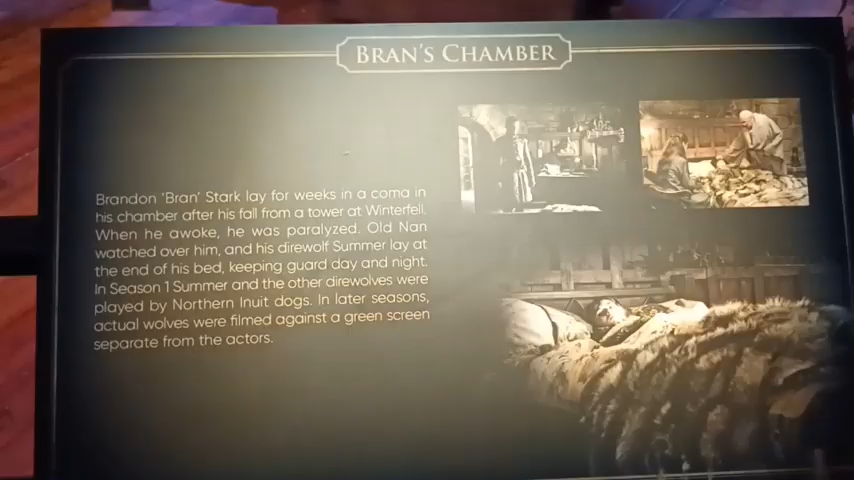 BRAN'S CHAMBER
Brandon 'Bran' Stark lay for weeks in a coma in
his chamber after his fall from a tower at Winterfell.
When he awoke, he was paralyzed. Old Nan
watched over him, and his direwolf Summer lay at
the end of his bed, keeping guard day and night.
In Season 1 Summer and the other direwolves were
played by Northern Inuit dogs. In later seasons,
actual wolves were filmed against a green screen
separate from the actors.